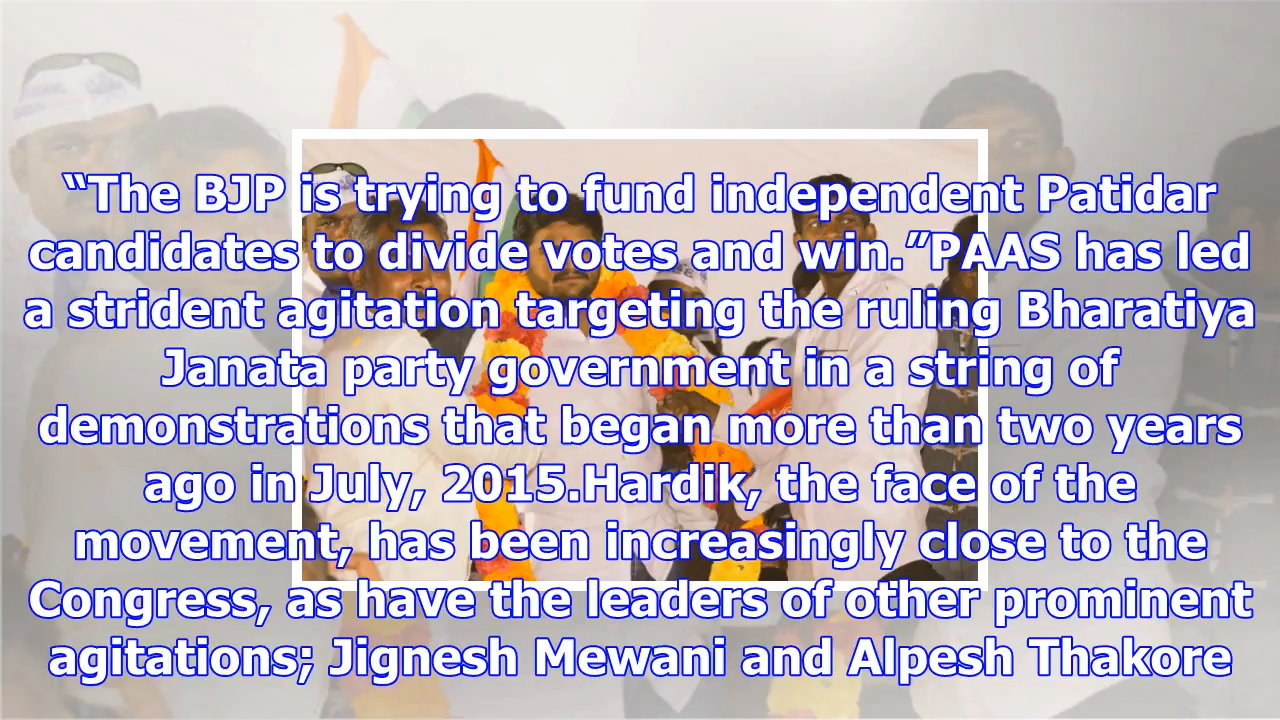 “The BJP is trying to fund independent Patidar
candidates to divide votes and win.”PAAS has led
a strident agitation targeting the ruling Bharatiya
Janata party government in a string of
demonstrations that began more than two years
ago in July, 2015.Hardik, the face of the
movement, has been increasingly close to the
Congress, as have the leaders of other prominent
agitations; Jignesh Mewani and Alpesh Thakore